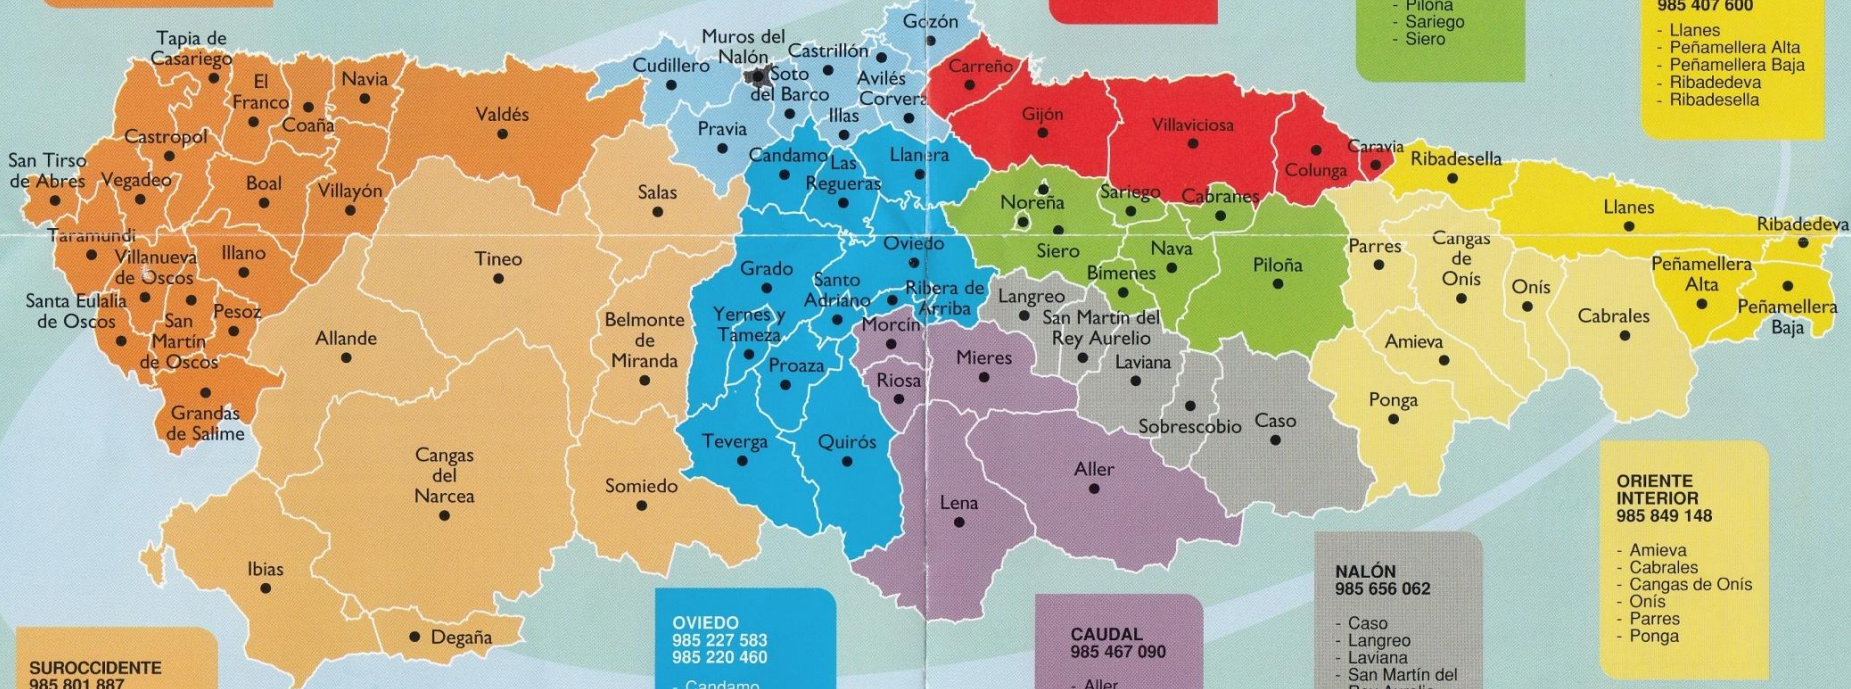 - Piloña
- Sariego
- Siero
985 407 600
- Llanes
- Peñamellera Alta
- Peñamellera Baja
- Ribadedeva
- Ribadesella
Tapia de
Casariego
El
Franco
Coaña
Navia
Valdés
Castropol
San Tirso
de Abres
Vegadeo
Boal
Villayón
Taramundi
Villanueva
de Oscos
Illano
Santa Eulalia
de Oscos
San
Martín
de Oscos
Pesoz
Grandas
de Salime
Cudillero
Muros del
Nalón
Soto
del Barco
Castrillón
Gozón
Avilés
Corvera
Illas
Pravia
Carreño
Gijón
Villaviciosa
Colunga
Caravia
Salas
Tineo
Allande
Belmonte
de
Miranda
Cangas
del
Narcea
Somiedo
Ibias
Degaña
Candamo
Las
Regueras
Llanera
Oviedo
Grado
Santo
Adriano
Ribera de
Arriba
Yernes y
Tameza
Proaza
Teverga
Quirós
Morcín
Riosa
Mieres
Lena
Aller
Noreña
Siero
Sariego
Cabranes
Nava
Bimenes
Piloña
Langreo
San Martín del
Rey Aurelio
Laviana
Sobrescobio
Caso
Ribadesella
Llanes
Ribadedeva
Peñamellera
Alta
Peñamellera
Baja
Parres
Cangas
de
Onís
Onís
Cabrales
Amieva
Ponga
SUROCCIDENTE
985 801 887
OVIEDO
985 227 583
985 220 460
- Candamo
CAUDAL
985 467 090
- Aller
NALÓN
985 656 062
- Caso
- Langreo
- Laviana
- San Martín del
Rey Aurelio
ORIENTE
INTERIOR
985 849 148
- Amieva
- Cabrales
- Cangas de Onís
- Onís
- Parres
- Ponga